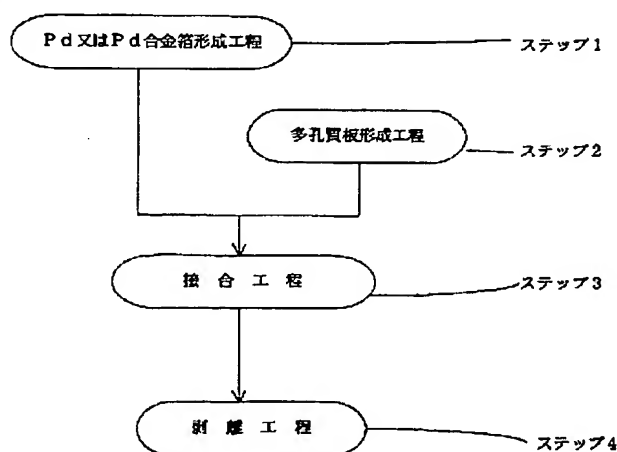 Pd又はPd合金箔形成工程
ステップ1
多孔質板形成工程
ステップ2
接合工程
ステップ3
剥離工程
ステップ4